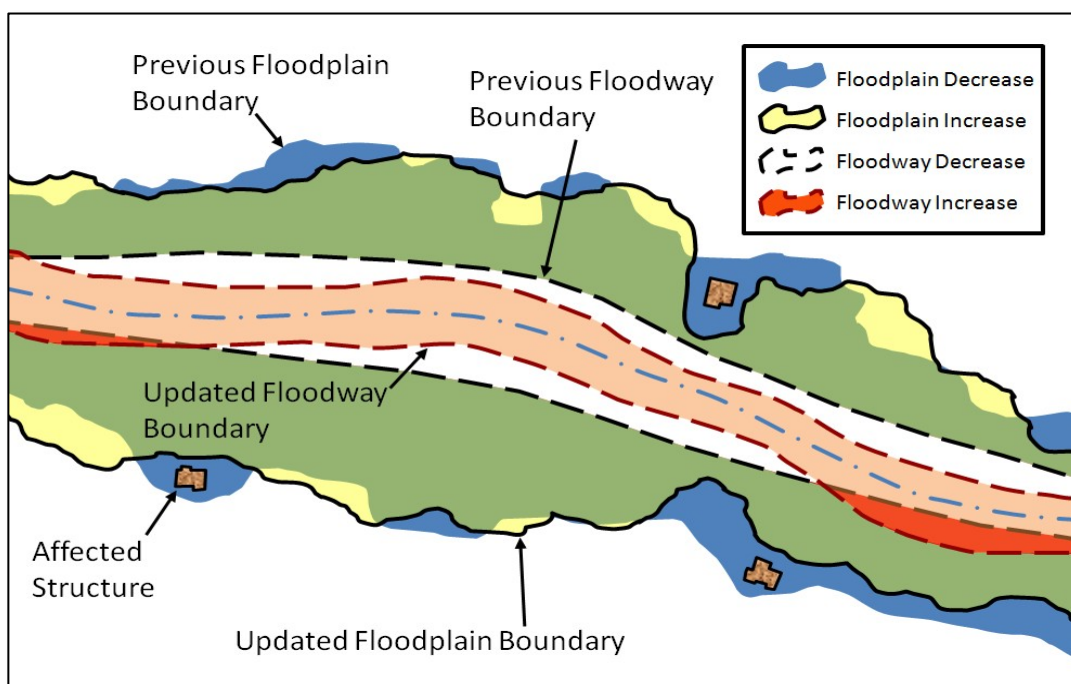 Previous Floodplain
Boundary
Previous Floodway
Boundary
Floodplain Decrease
Floodplain Increase
Floodway Decrease
Floodway Increase
Updated Floodway
Boundary
Affected
Structure
Updated Floodplain Boundary